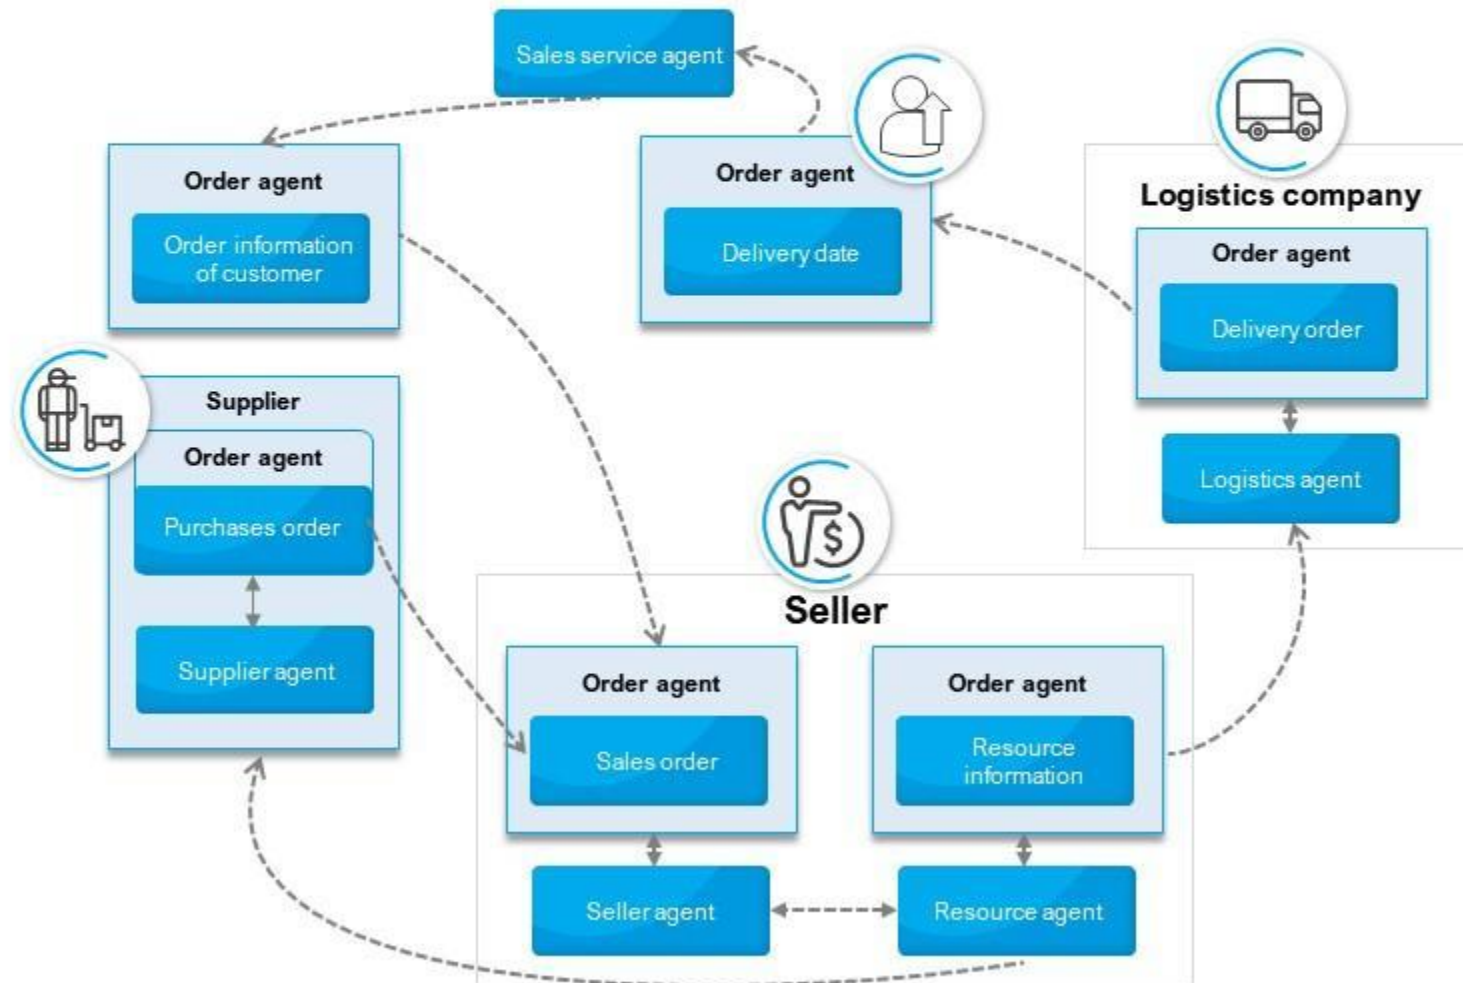 Sales service agent
Order agent
Order information
of customer
Order agent
Delivery date
Logistics company
Order agent
Delivery order
Logistics agent
Supplier
Order agent
Purchases order
Supplier agent
$
Seller
Order agent
Sales order
Seller agent
Order agent
Resource
information
Resource agent